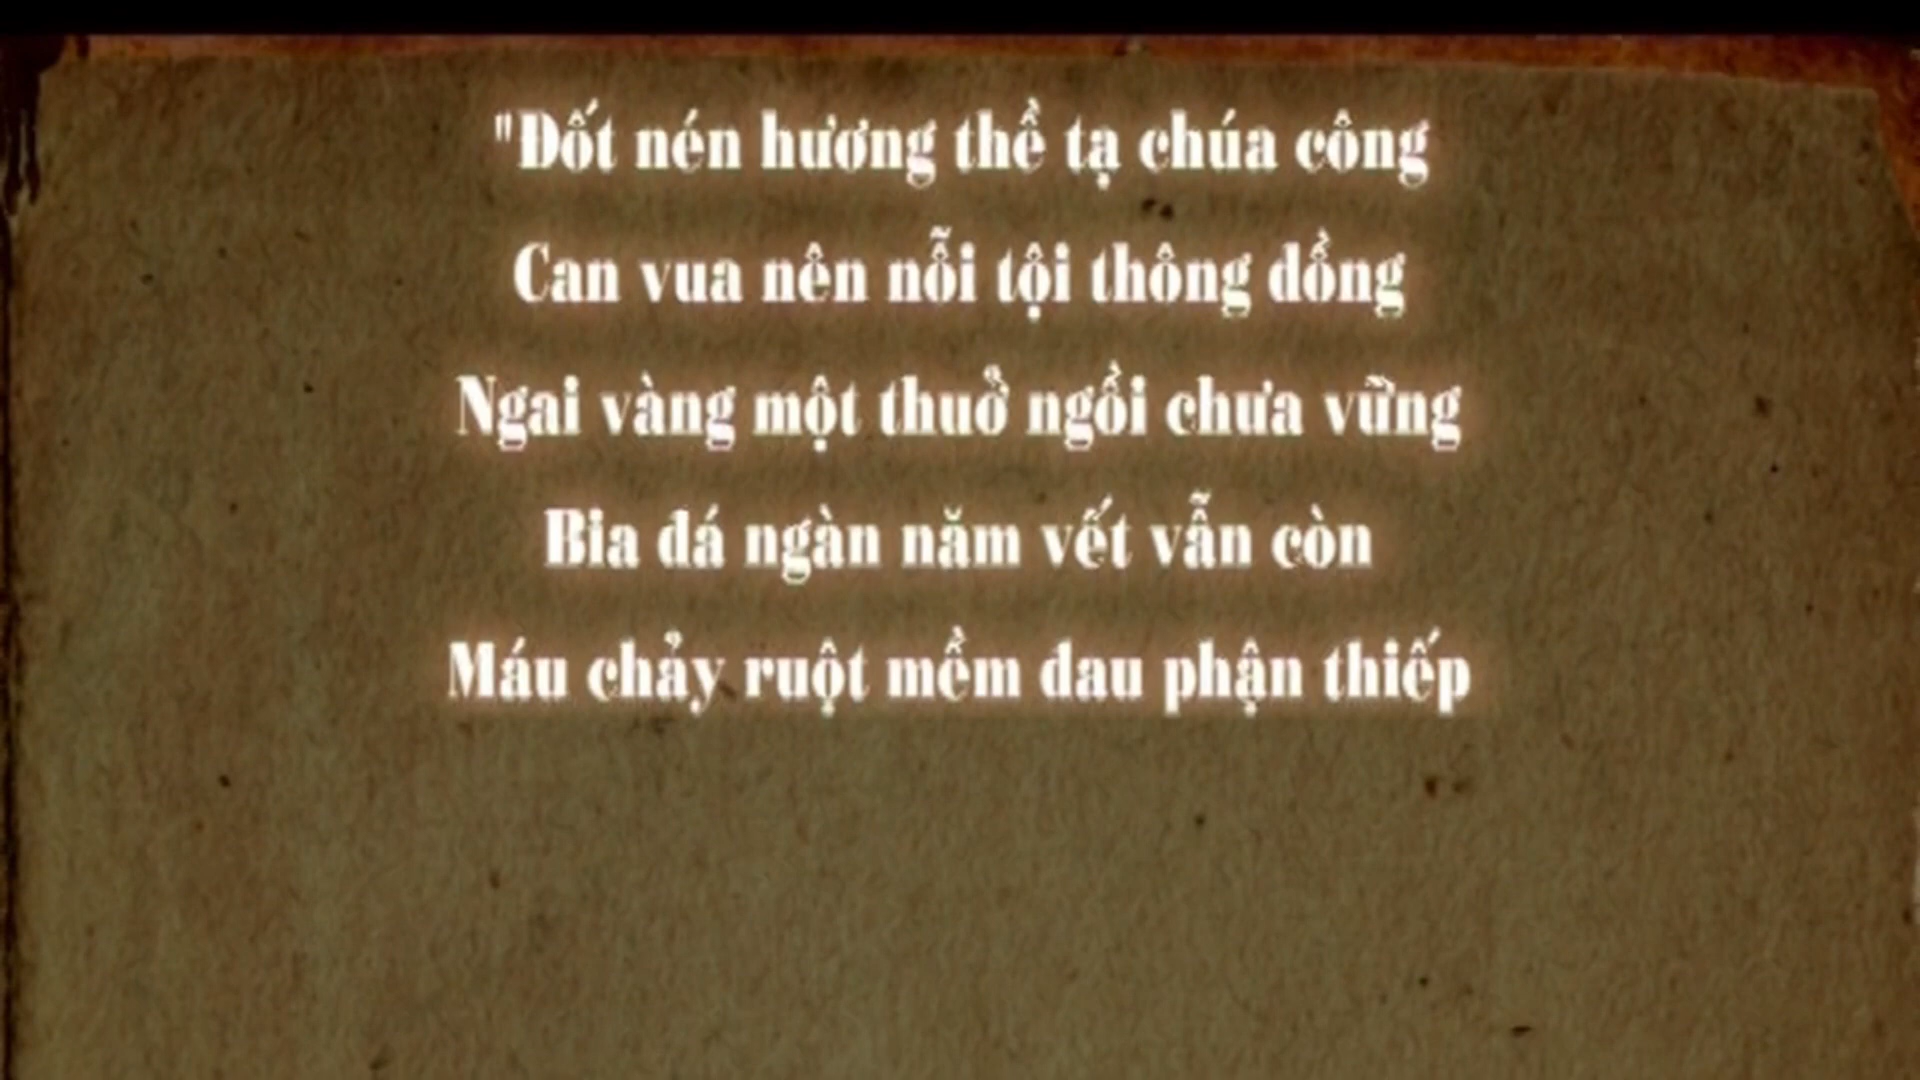 "Đốt nén hương thề tạ chúa công
Can vua nên nỗi tội thông đồng
Ngai vàng một thuở ngồi chưa vững
Bia đá ngàn năm vết vẫn còn
Máu chảy ruột mềm đau phận thiếp